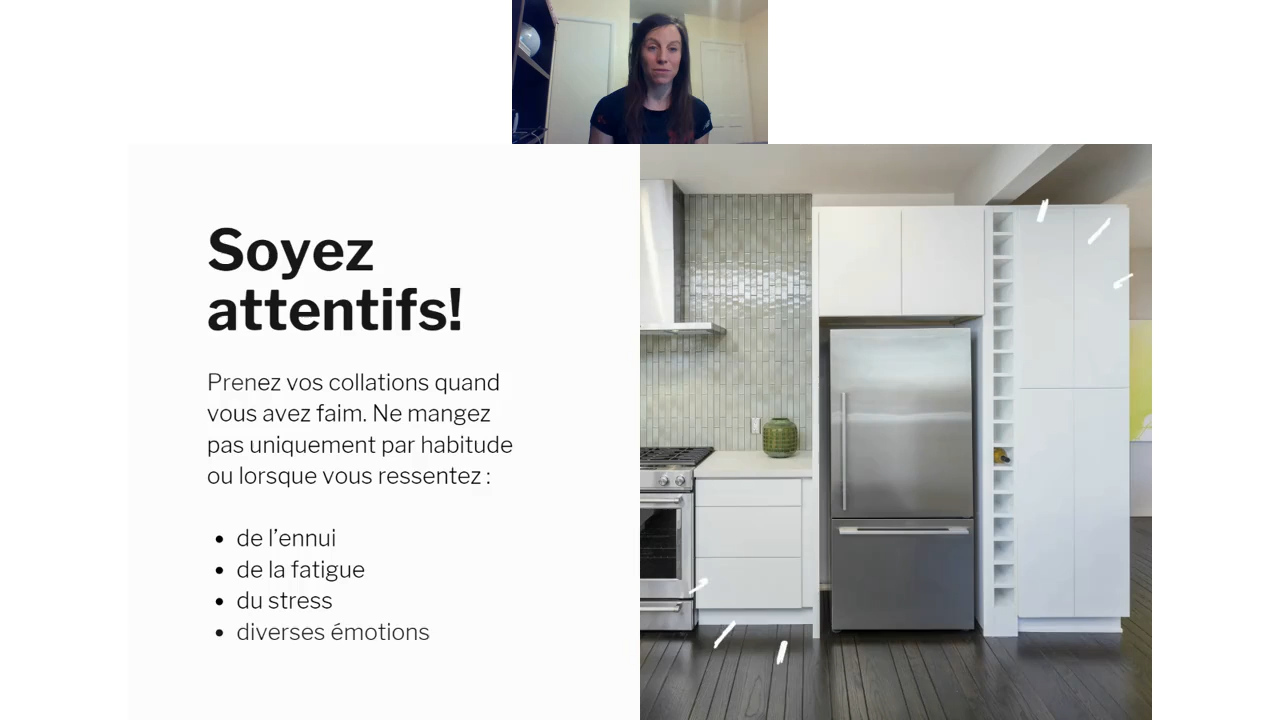 Soyez
attentifs!
Prenez vos collations quand
vous avez faim. Ne mangez
pas uniquement par habitude
ou lorsque vous ressentez :
• de l’ennui
• de la fatigue
• du stress
• diverses émotions